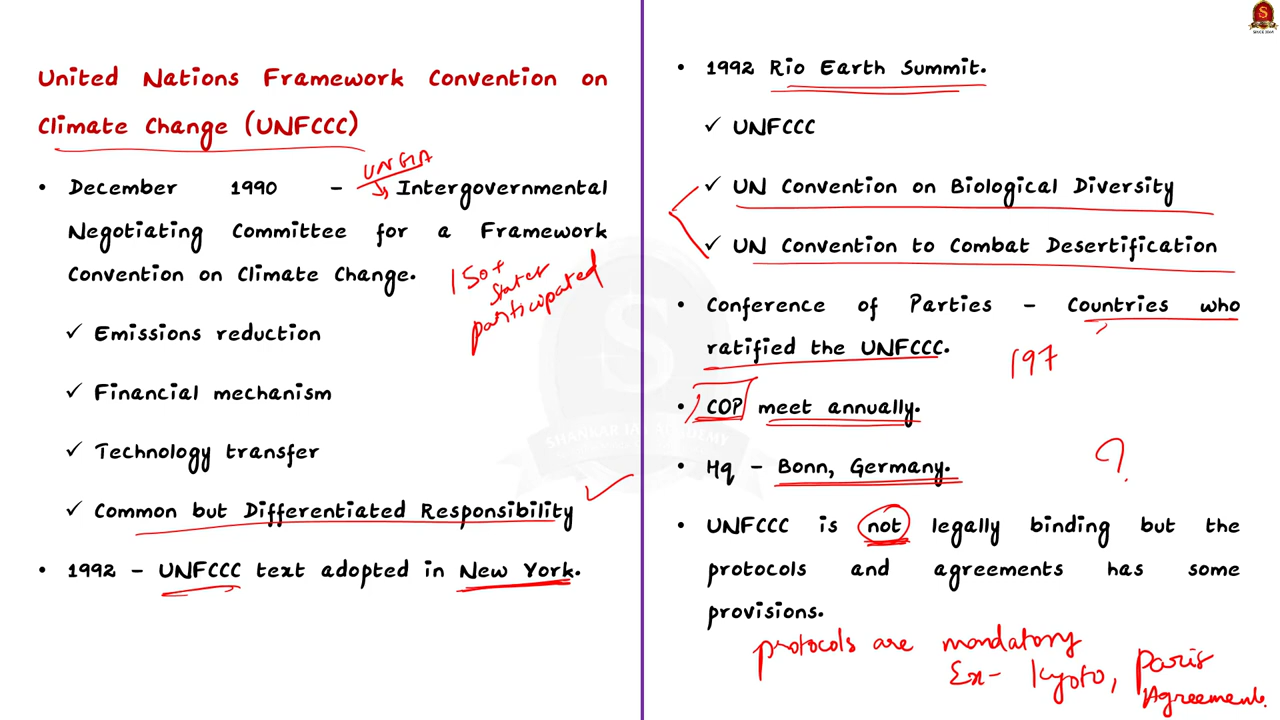 United Nations Framework Convention on
Climate Change (UNFCCC)
UNGA
• December 1990 - Intergovernmental
Negotiating Committee for a Framework
Convention on Climate Change.
150+
states
participated
✓ Emissions reduction
✓ Financial mechanism
✓ Technology transfer
✓ Common but Differentiated Responsibility
• 1992 - UNFCCC text adopted in New York.
• 1992 Rio Earth Summit.
✓ UNFCCC
✓ UN Convention on Biological Diversity
✓ UN Convention to Combat Desertification
• Conference of Parties - Countries who
ratified the UNFCCC.
197
• COP meet annually.
• Hq - Bonn, Germany.
?
• UNFCCC is not legally binding but the
protocols and agreements has some
provisions.
protocols are mandatory
Ex- Kyoto, Paris
Agreement.
S
SHANKAR IAS ACADEMY
S